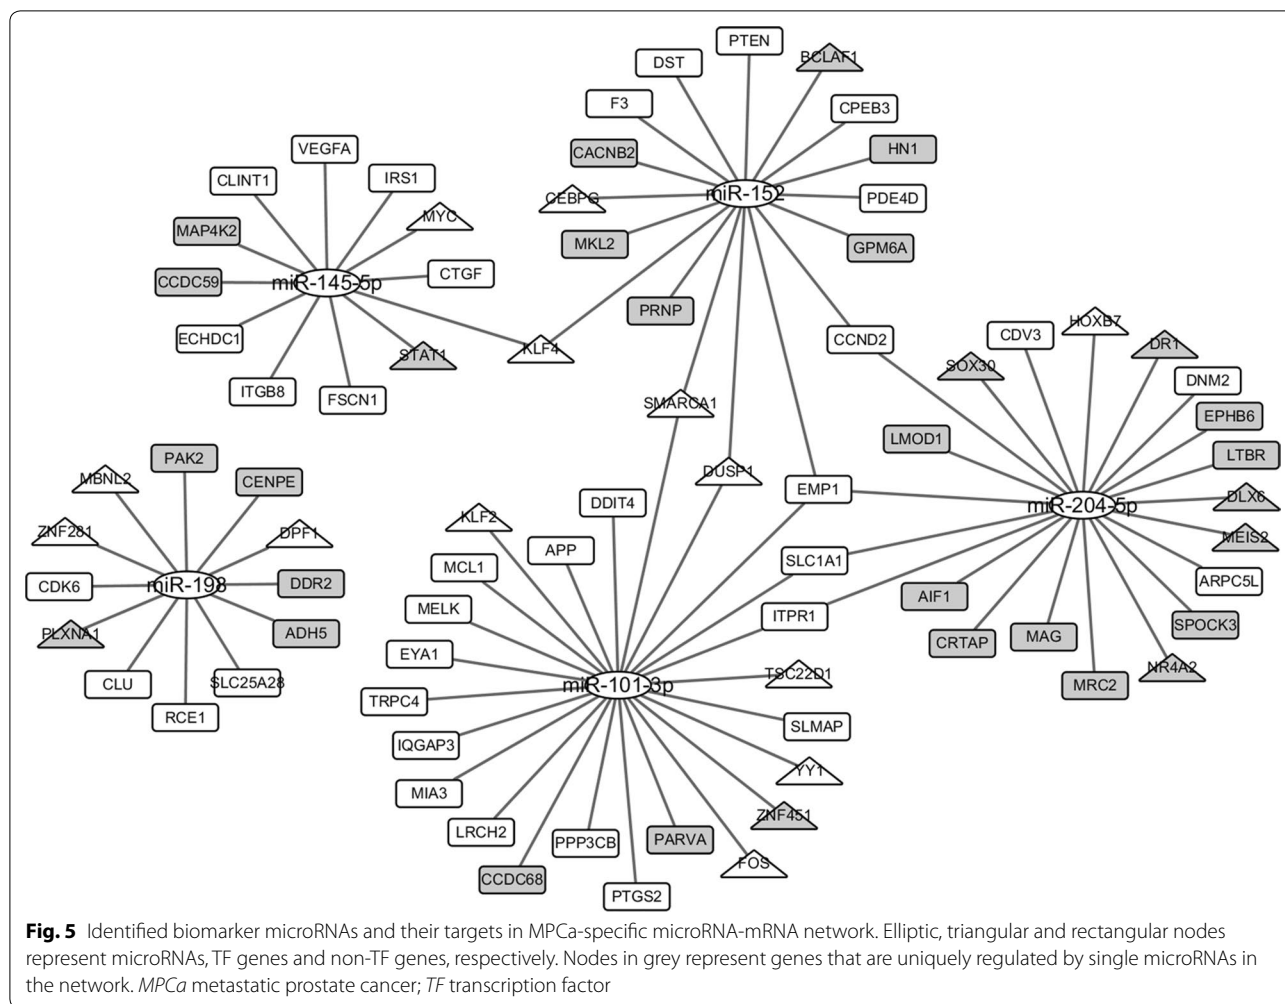 PTEN
BCLAF1
DST
F3
CPEB3
VEGFA
CACNB2
HN1
CLINT1
IRS1
miR-152
CEBPG
PDE4D
MYC
MAP4K2
MKL2
GPM6A
CCDC59
miR-145-5p
CTGF
PRNP
ECHDC1
STAT1
KLF4
CCND2
CDV3
HOXB7
DR1
SOX30
DNM2
ITGB8
FSCN1
SMARCA1
EPHB6
LMOD1
LTBR
PAK2
MBNL2
CENPE
DUSP1
EMP1
DLX6
miR-204-5p
ZNF281
DPF1
KLF2
DDIT4
APP
MEIS2
SLC1A1
MCL1
CDK6
miR-198
DDR2
ARPC5L
MELK
ITPR1
AIF1
SPOCK3
PLXNA1
ADH5
CRTAP
MAG
EYA1
NR4A2
CLU
SLC25A28
TRPC4
miR-101-3p
TSC22D1
MRC2
RCE1
SLMAP
IQGAP3
YY1
MIA3
ZNF451
LRCH2
PPP3CB
PARVA
FOS
CCDC68
PTGS2
Fig. 5 Identified biomarker microRNAs and their targets in MPCa-specific microRNA-mRNA network. Elliptic, triangular and rectangular nodes
represent microRNAs, TF genes and non-TF genes, respectively. Nodes in grey represent genes that are uniquely regulated by single microRNAs in
the network. MPCa metastatic prostate cancer; TF transcription factor